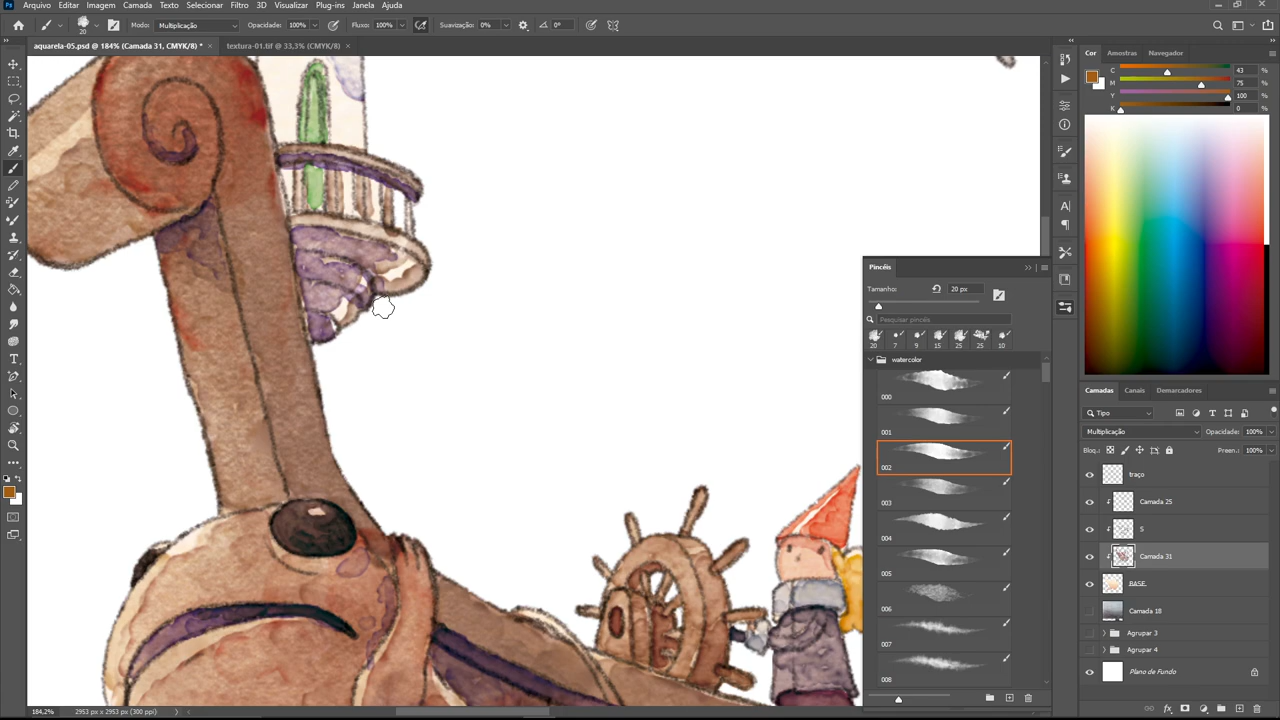 Arquivo Editar Imagem Camada Texto Selecionar Filtro 3D Visualizar Plug-ins Janela Ajuda
20 Modo: Multiplicação Opacidade: 100% Fluxo: 100% Suavização: 0% 0°
aquarela-05.psd @ 184% (Camada 31, CMYK/8) * × textura-01.tif @ 33,3% (CMYK/8) ×
Cor Amostras Navegador
C 43 %
M 75 %
Y 100 %
K 0 %
Pincéis
Tamanho: 20 px
Pesquisar pincéis
20 7 9 15 25 25 10
watercolor
000
001
002
003
004
005
006
007
008
Camadas Canais Demarcadores
Tipo
Multiplicação Opacidade: 100%
Bloq.: Preen.: 100%
traço
Camada 25
S
Camada 31
BASE.
Camada 18
Agrupar 3
Agrupar 4
Plano de Fundo
184,2% 2953 px x 2953 px (300 ppi)